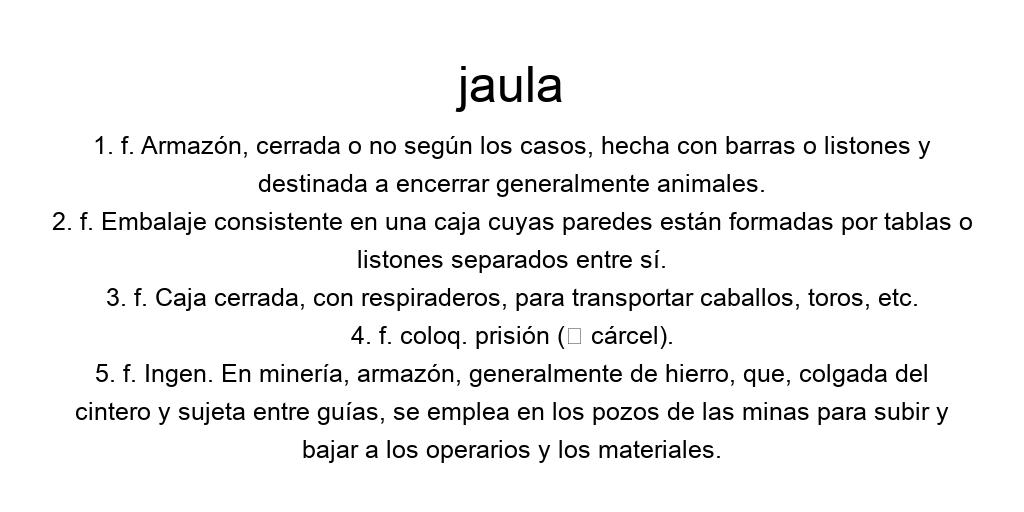 jaula
1. f. Armazón, cerrada o no según los casos, hecha con barras o listones y
destinada a encerrar generalmente animales.
2. f. Embalaje consistente en una caja cuyas paredes están formadas por tablas o
listones separados entre sí.
3. f. Caja cerrada, con respiraderos, para transportar caballos, toros, etc.
4. f. coloq. prisión (□ cárcel).
5. f. Ingen. En minería, armazón, generalmente de hierro, que, colgada del
cintero y sujeta entre guías, se emplea en los pozos de las minas para subir y
bajar a los operarios y los materiales.